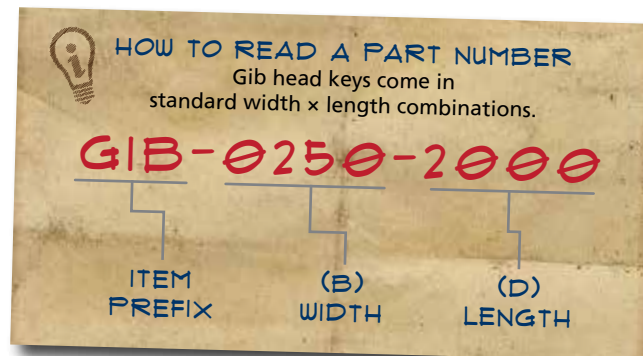 HOW TO READ A PART NUMBER
Gib head keys come in
standard width × length combinations.
GIB-0250-2000
ITEM PREFIX
(B) WIDTH
(D) LENGTH